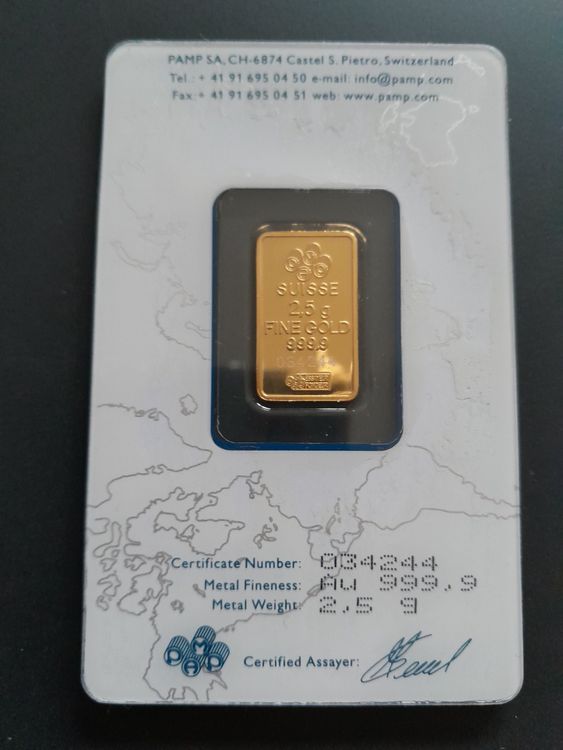 PAMP SA, CH-6874 Castel S. Pietro, Switzerland
Tel.: + 41 91 695 04 50 e-mail: info@pamp.com
Fax: + 41 91 695 04 51 web: www.pamp.com
SUISSE
2,5 g
FINE GOLD
999.9
034244
Certificate Number: 034244
Metal Fineness: AU 999.9
Metal Weight: 2,5 g
PAMP
Certified Assayer: